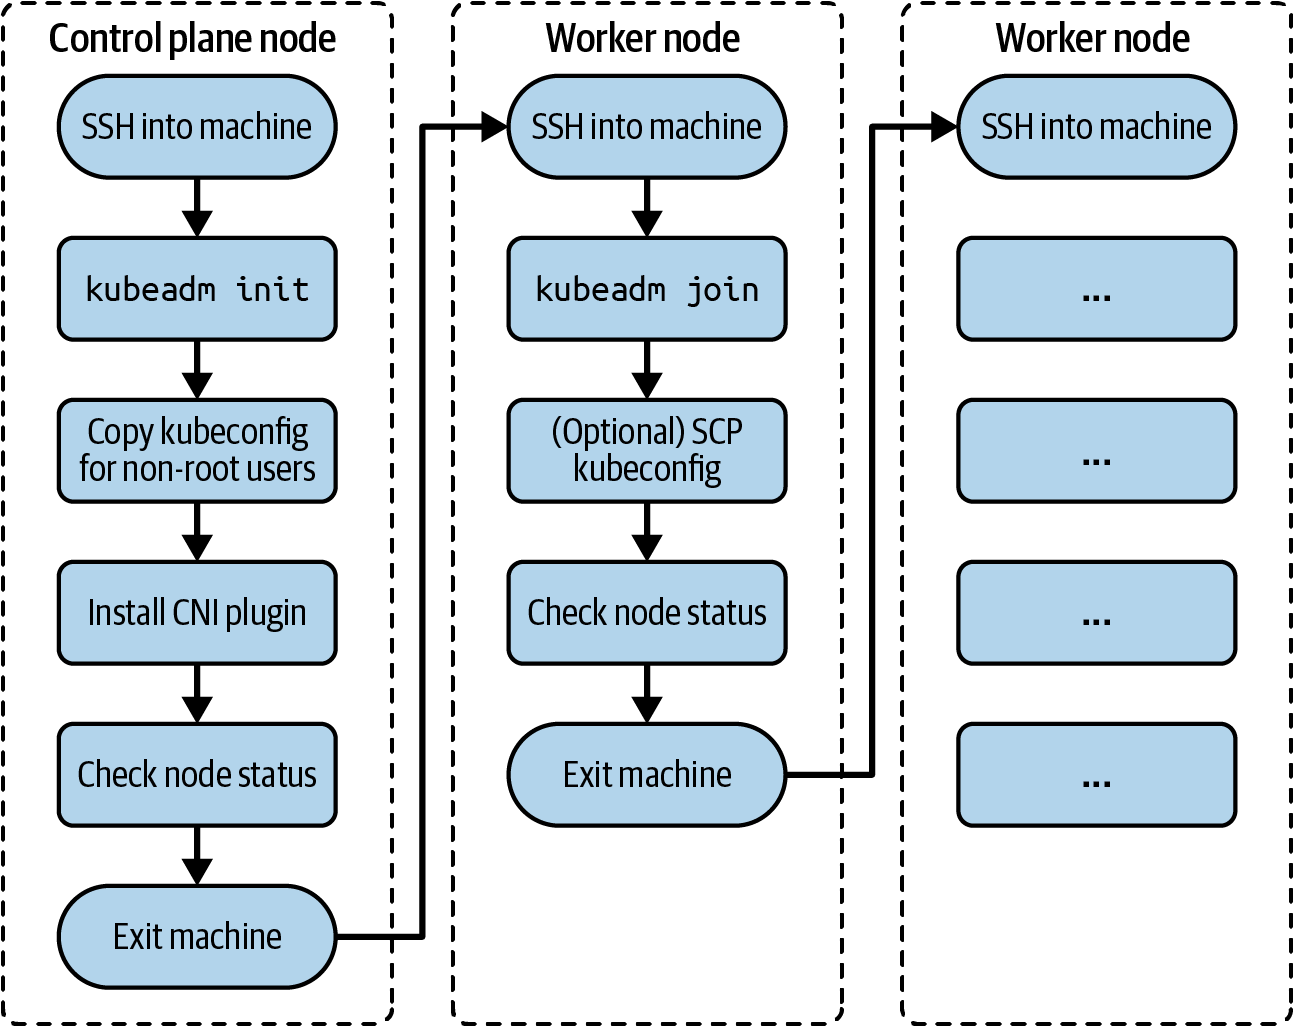 Control plane node
SSH into machine
kubeadm init
Copy kubeconfig
for non-root users
Install CNI plugin
Check node status
Exit machine
Worker node
SSH into machine
kubeadm join
(Optional) SCP
kubeconfig
Check node status
Exit machine
Worker node
SSH into machine
...
...
...
...